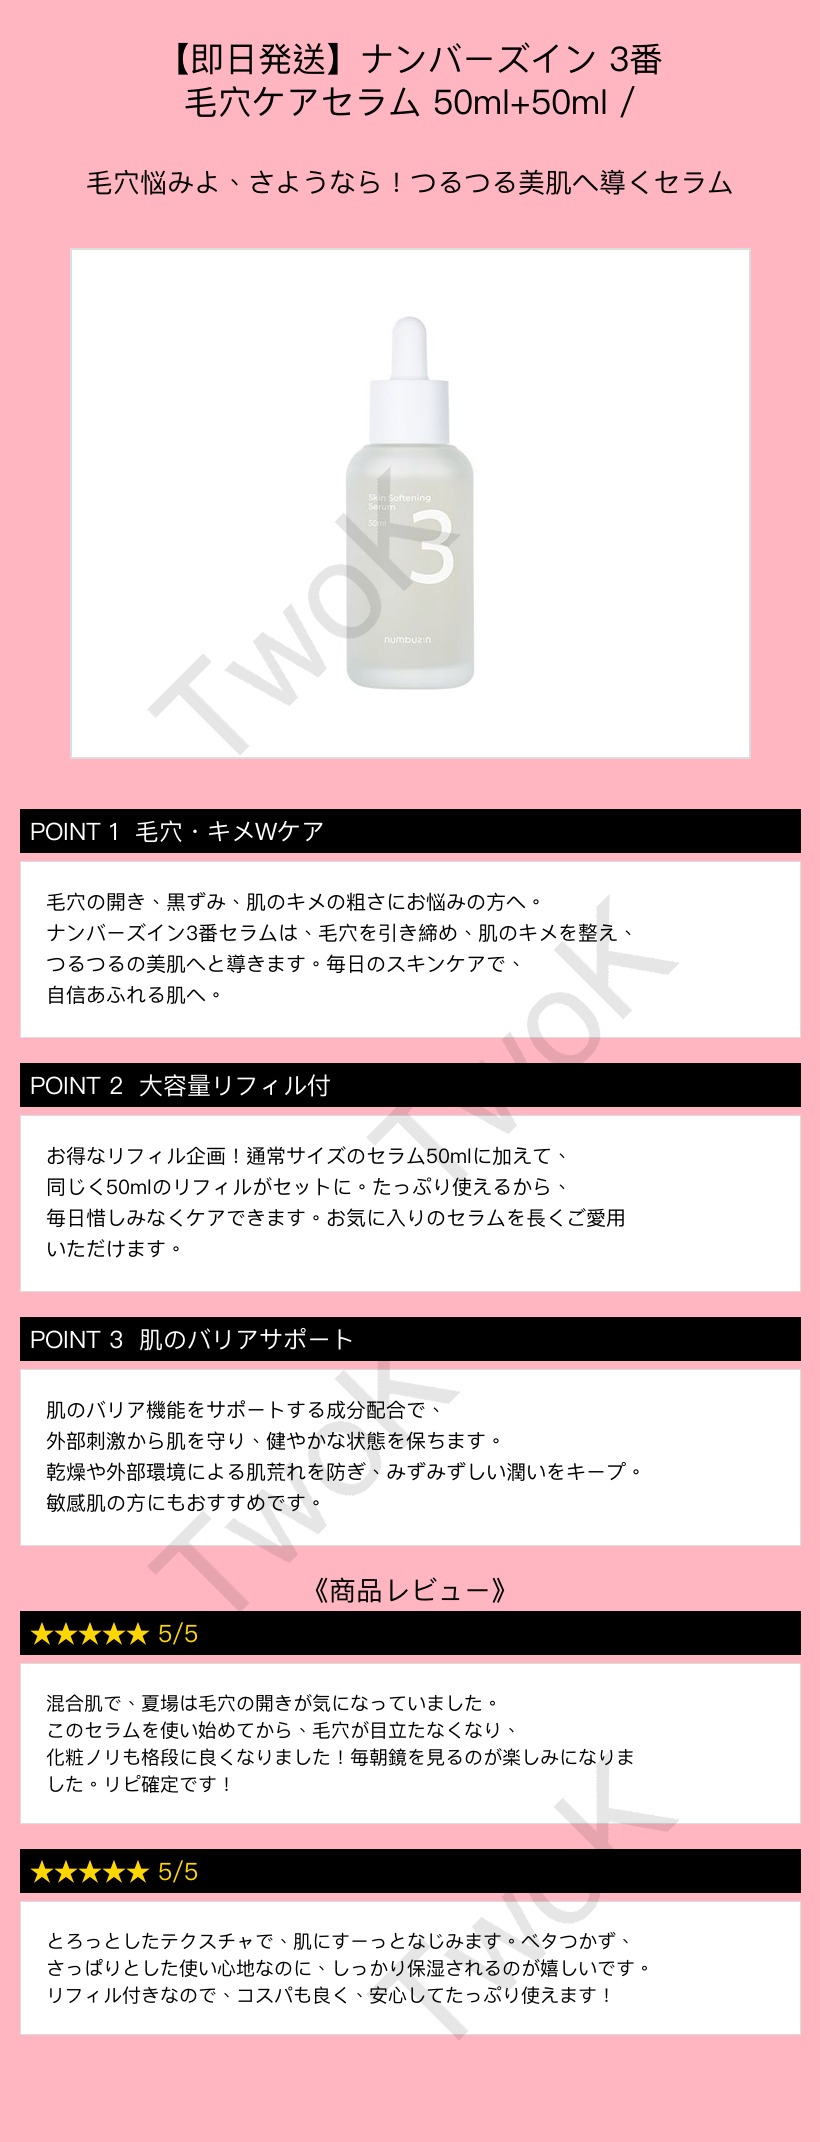 【即日発送】ナンバーズイン 3番
毛穴ケアセラム 50ml+50ml /
毛穴悩みよ、さようなら！つるつる美肌へ導くセラム
Skin Softening
Serum
50ml
3
numbuz:n
TwoK
POINT 1 毛穴・キメWケア
毛穴の開き、黒ずみ、肌のキメの粗さにお悩みの方へ。
ナンバーズイン3番セラムは、毛穴を引き締め、肌のキメを整え、
つるつるの美肌へと導きます。毎日のスキンケアで、
自信あふれる肌へ。
TwoK
POINT 2 大容量リフィル付
お得なリフィル企画！通常サイズのセラム50mlに加えて、
同じく50mlのリフィルがセットに。たっぷり使えるから、
毎日惜しみなくケアできます。お気に入りのセラムを長くご愛用
いただけます。
POINT 3 肌のバリアサポート
肌のバリア機能をサポートする成分配合で、
外部刺激から肌を守り、健やかな状態を保ちます。
乾燥や外部環境による肌荒れを防ぎ、みずみずしい潤いをキープ。
敏感肌の方にもおすすめです。
TwoK
《商品レビュー》
★★★★★ 5/5
混合肌で、夏場は毛穴の開きが気になっていました。
このセラムを使い始めてから、毛穴が目立たなくなり、
化粧ノリも格段に良くなりました！毎朝鏡を見るのが楽しみになりま
した。リピ確定です！
★★★★★ 5/5
とろっとしたテクスチャで、肌にすーっとなじみます。ベタつかず、
さっぱりとした使い心地なのに、しっかり保湿されるのが嬉しいです。
リフィル付きなので、コスパも良く、安心してたっぷり使えます！
TwoK